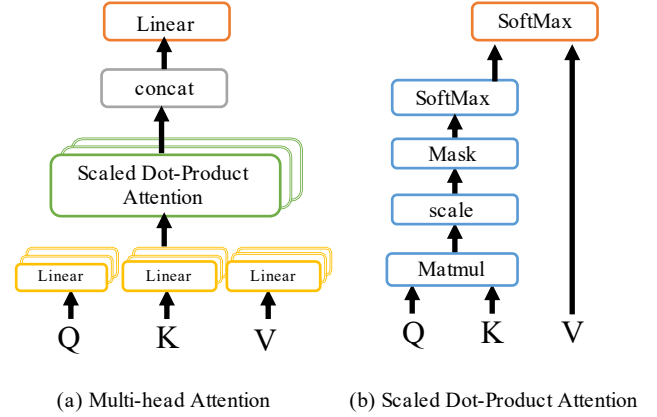 Linear
concat
Scaled Dot-Product
Attention
Linear
Linear
Linear
Q
K
V
(a) Multi-head Attention
SoftMax
SoftMax
Mask
scale
Matmul
Q
K
V
(b) Scaled Dot-Product Attention